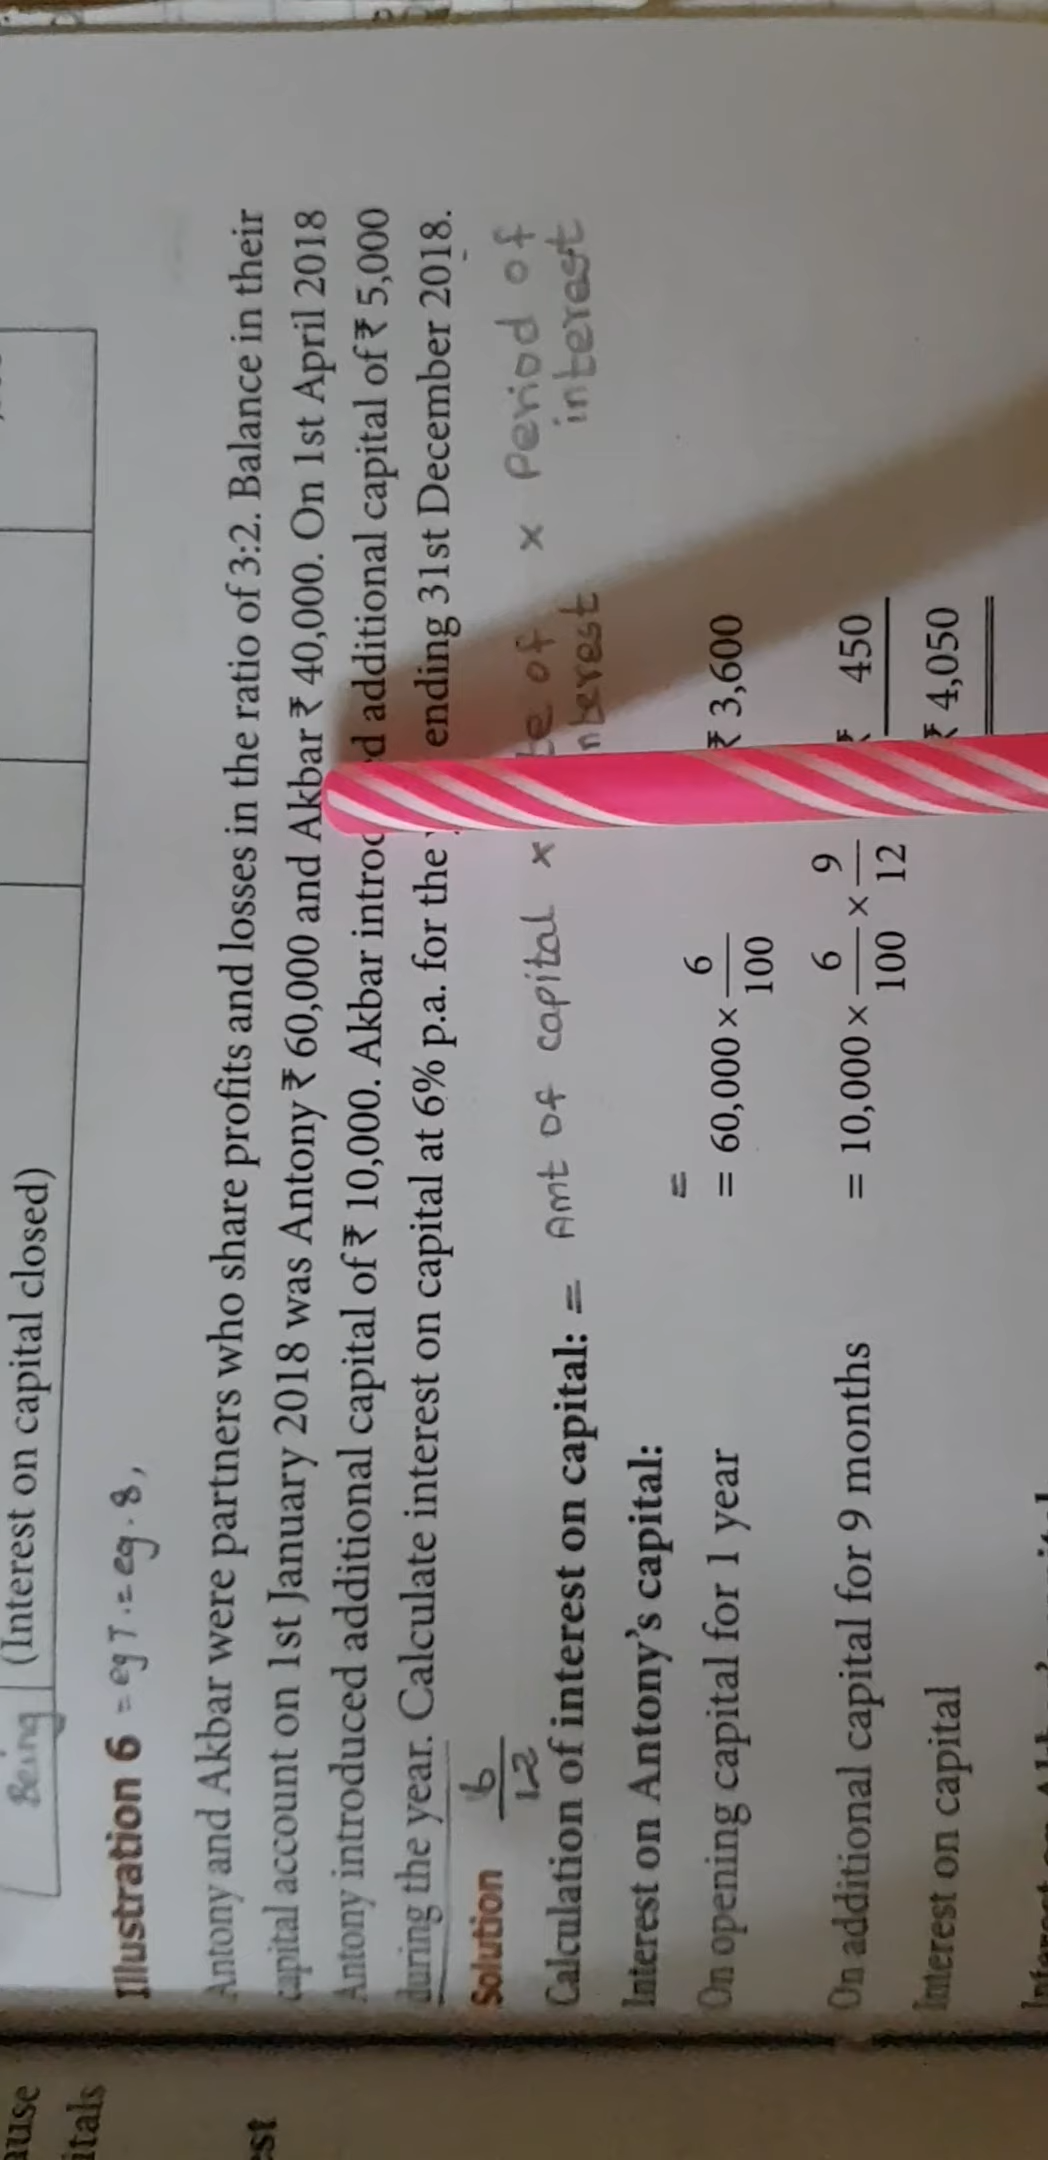 Being (Interest on capital closed)
Illustration 6 = eg 7. = eg. 8,
Antony and Akbar were partners who share profits and losses in the ratio of 3:2. Balance in their
capital account on 1st January 2018 was Antony ₹ 60,000 and Akbar ₹ 40,000. On 1st April 2018
Antony introduced additional capital of ₹ 10,000. Akbar introd additional capital of ₹ 5,000
during the year. Calculate interest on capital at 6% p.a. for the ending 31st December 2018.
Solution 6/12
Calculation of interest on capital: = Amt of capital x te of nterest x Period of interest
Interest on Antony's capital: =
On opening capital for 1 year = 60,000 × 6/100 ₹ 3,600
On additional capital for 9 months = 10,000 × 6/100 × 9/12 ₹ 450
Interest on capital ₹ 4,050
ause
itals
est